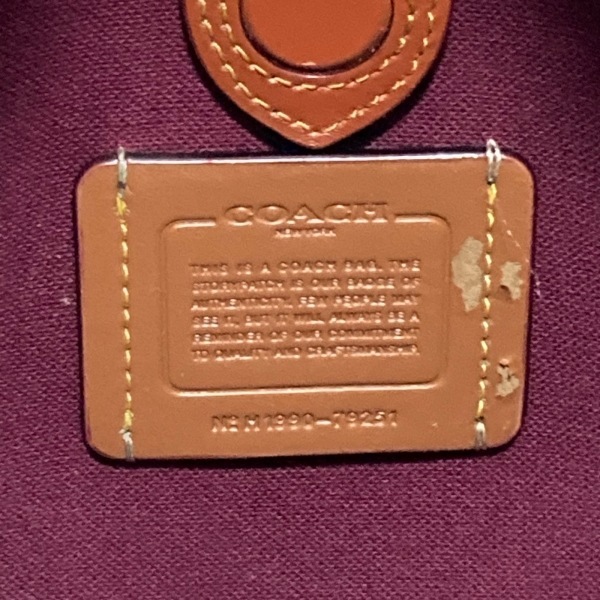 COACH
NEW YORK
THIS IS A COACH BAG. THE
STORYPATCH IS OUR BADGE OF
AUTHENTICITY. FEW PEOPLE MAY
SEE IT, BUT IT WILL ALWAYS BE A
REMINDER OF OUR COMMITMENT
TO QUALITY AND CRAFTSMANSHIP.
Nº H1990-79251